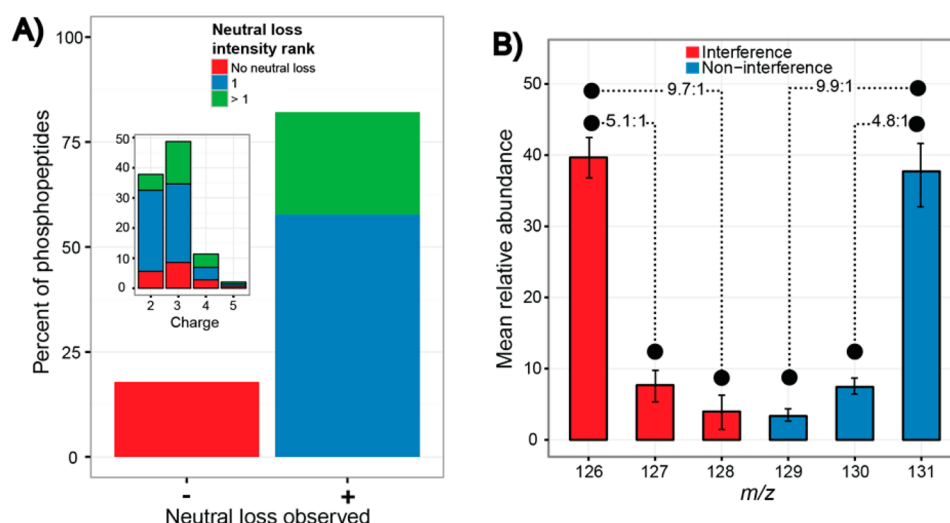 A)
Neutral loss
intensity rank
No neutral loss
1
> 1
Percent of phosphopeptides
100
75
50
25
0
50
40
30
20
10
0
2 3 4 5
Charge
- +
Neutral loss observed
B)
Interference
Non-interference
Mean relative abundance
50
40
30
20
10
0
9.7:1
9.9:1
5.1:1
4.8:1
126 127 128 129 130 131
m/z